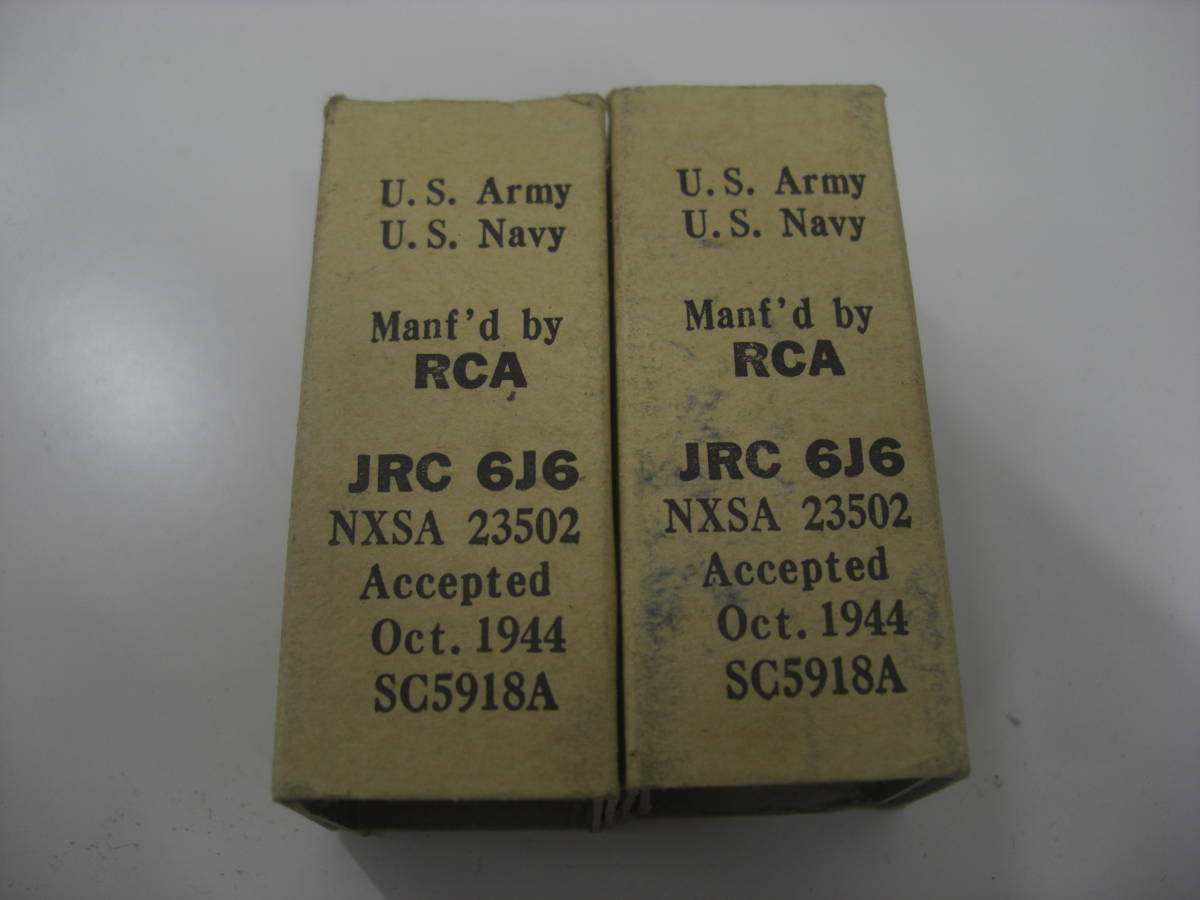 U.S. Army
U.S. Navy
Manf'd by
RCA
JRC 6J6
NXSA 23502
Accepted
Oct. 1944
SC5918A
U.S. Army
U.S. Navy
Manf'd by
RCA
JRC 6J6
NXSA 23502
Accepted
Oct. 1944
SC5918A